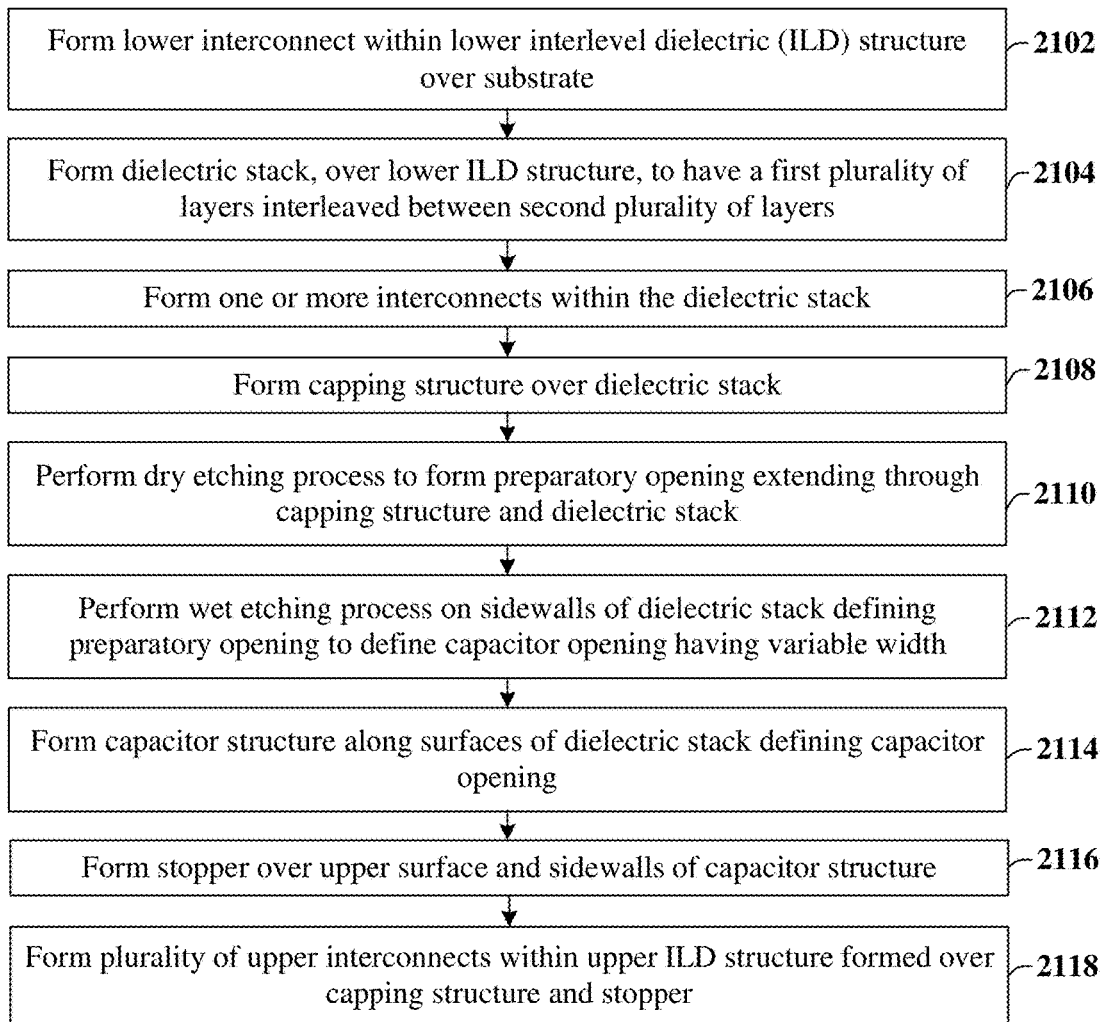 Form lower interconnect within lower interlevel dielectric (ILD) structure
over substrate
2102
Form dielectric stack, over lower ILD structure, to have a first plurality of
layers interleaved between second plurality of layers
2104
Form one or more interconnects within the dielectric stack
2106
Form capping structure over dielectric stack
2108
Perform dry etching process to form preparatory opening extending through
capping structure and dielectric stack
2110
Perform wet etching process on sidewalls of dielectric stack defining
preparatory opening to define capacitor opening having variable width
2112
Form capacitor structure along surfaces of dielectric stack defining capacitor
opening
2114
Form stopper over upper surface and sidewalls of capacitor structure
2116
Form plurality of upper interconnects within upper ILD structure formed over
capping structure and stopper
2118